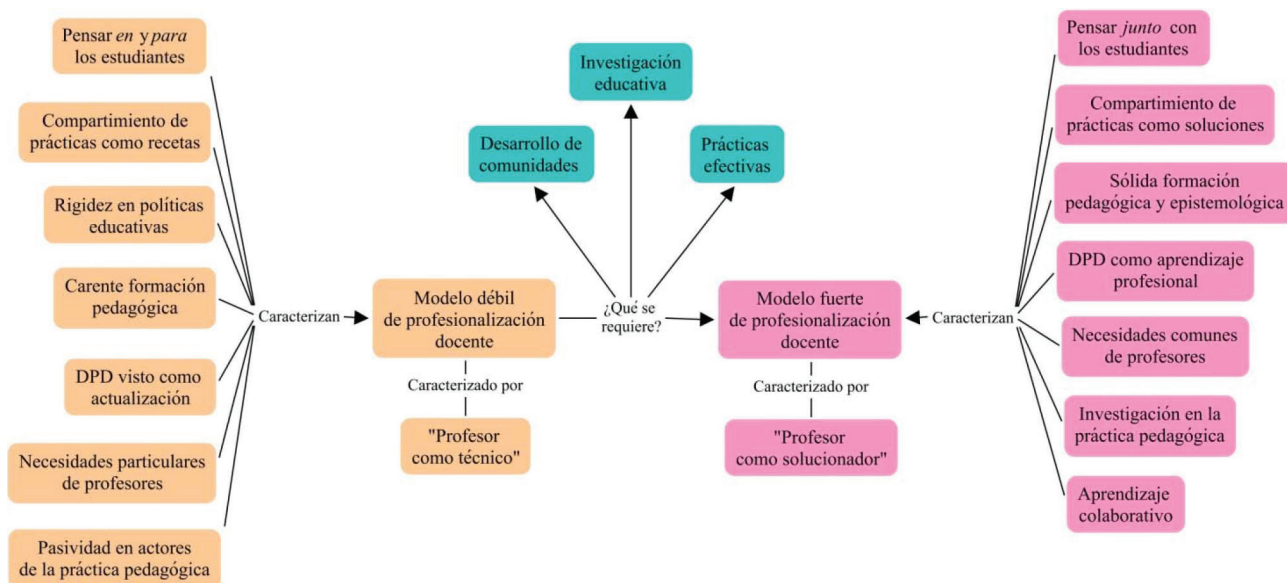 Pensar en y para
los estudiantes
Compartimiento de
prácticas como recetas
Rigidez en políticas
educativas
Carente formación
pedagógica
DPD visto como
actualización
Necesidades particulares
de profesores
Pasividad en actores
de la práctica pedagógica
Caracterizan
Modelo débil
de profesionalización
docente
Caracterizado por
"Profesor
como técnico"
Investigación
educativa
Desarrollo de
comunidades
Prácticas
efectivas
¿Qué se
requiere?
Modelo fuerte
de profesionalización
docente
Caracterizado por
"Profesor
como solucionador"
Caracterizan
Pensar junto con
los estudiantes
Compartimiento de
prácticas como soluciones
Sólida formación
pedagógica y epistemológica
DPD como aprendizaje
profesional
Necesidades comunes
de profesores
Investigación en la
práctica pedagógica
Aprendizaje
colaborativo